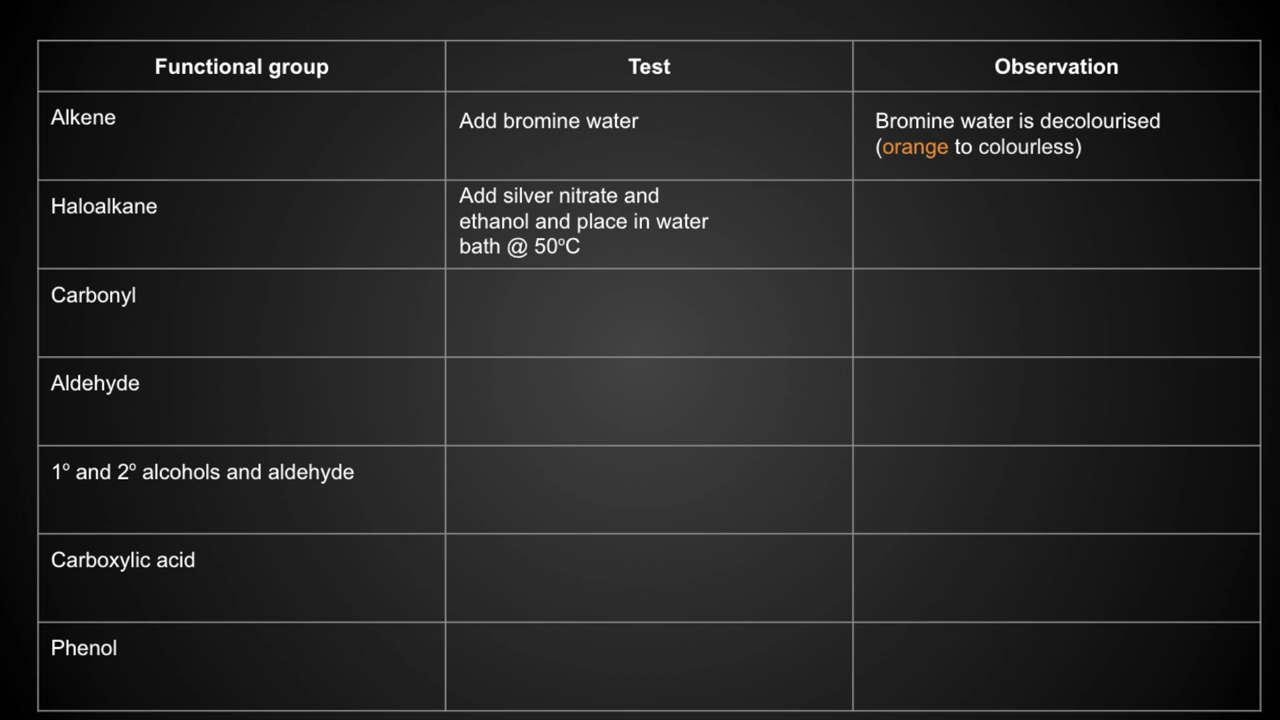 Functional group Test Observation
Alkene Add bromine water Bromine water is decolourised
(orange to colourless)
Haloalkane Add silver nitrate and
ethanol and place in water
bath @ 50ºC
Carbonyl
Aldehyde
1º and 2º alcohols and aldehyde
Carboxylic acid
Phenol